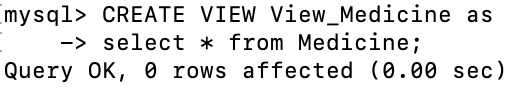 mysql> CREATE VIEW View_Medicine as
    -> select * from Medicine;
Query OK, 0 rows affected (0.00 sec)